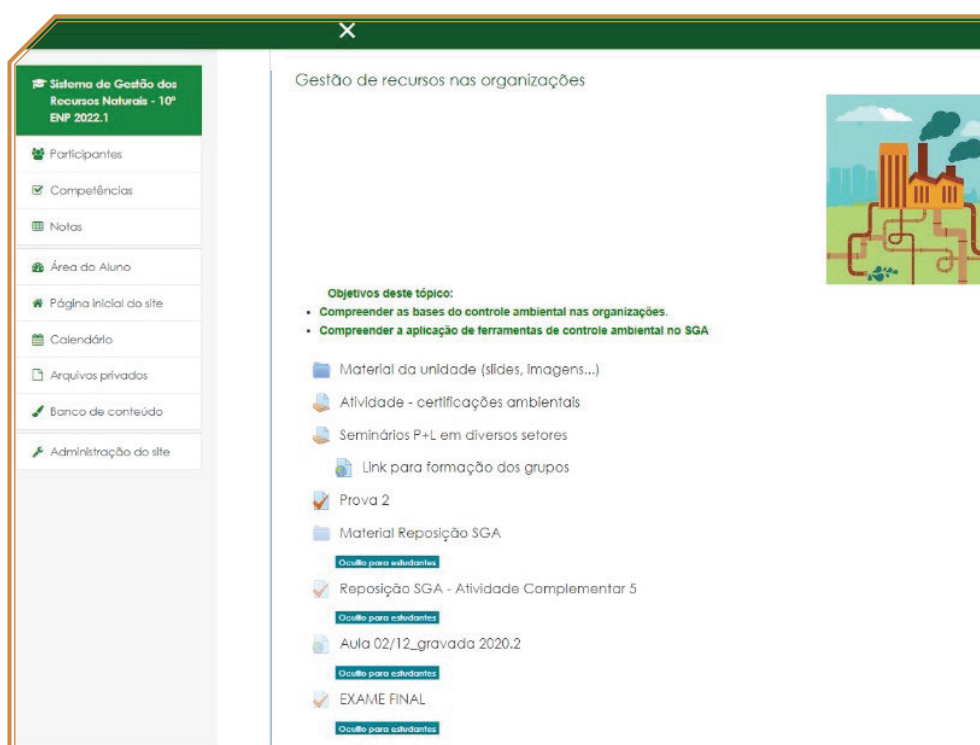 Sistema de Gestão dos
Recursos Naturais - 10º
ENP 2022.1
Participantes
Competências
Notas
Área do Aluno
Página inicial do site
Calendário
Arquivos privados
Banco de conteúdo
Administração do site
Gestão de recursos nas organizações
Objetivos deste tópico:
• Compreender as bases do controle ambiental nas organizações.
• Compreender a aplicação de ferramentas de controle ambiental no SGA
Material da unidade (slides, imagens...)
Atividade - certificações ambientais
Seminários P+L em diversos setores
Link para formação dos grupos
Prova 2
Material Reposição SGA
Oculto para estudantes
Reposição SGA - Atividade Complementar 5
Oculto para estudantes
Aula 02/12_gravada 2020.2
Oculto para estudantes
EXAME FINAL
Oculto para estudantes